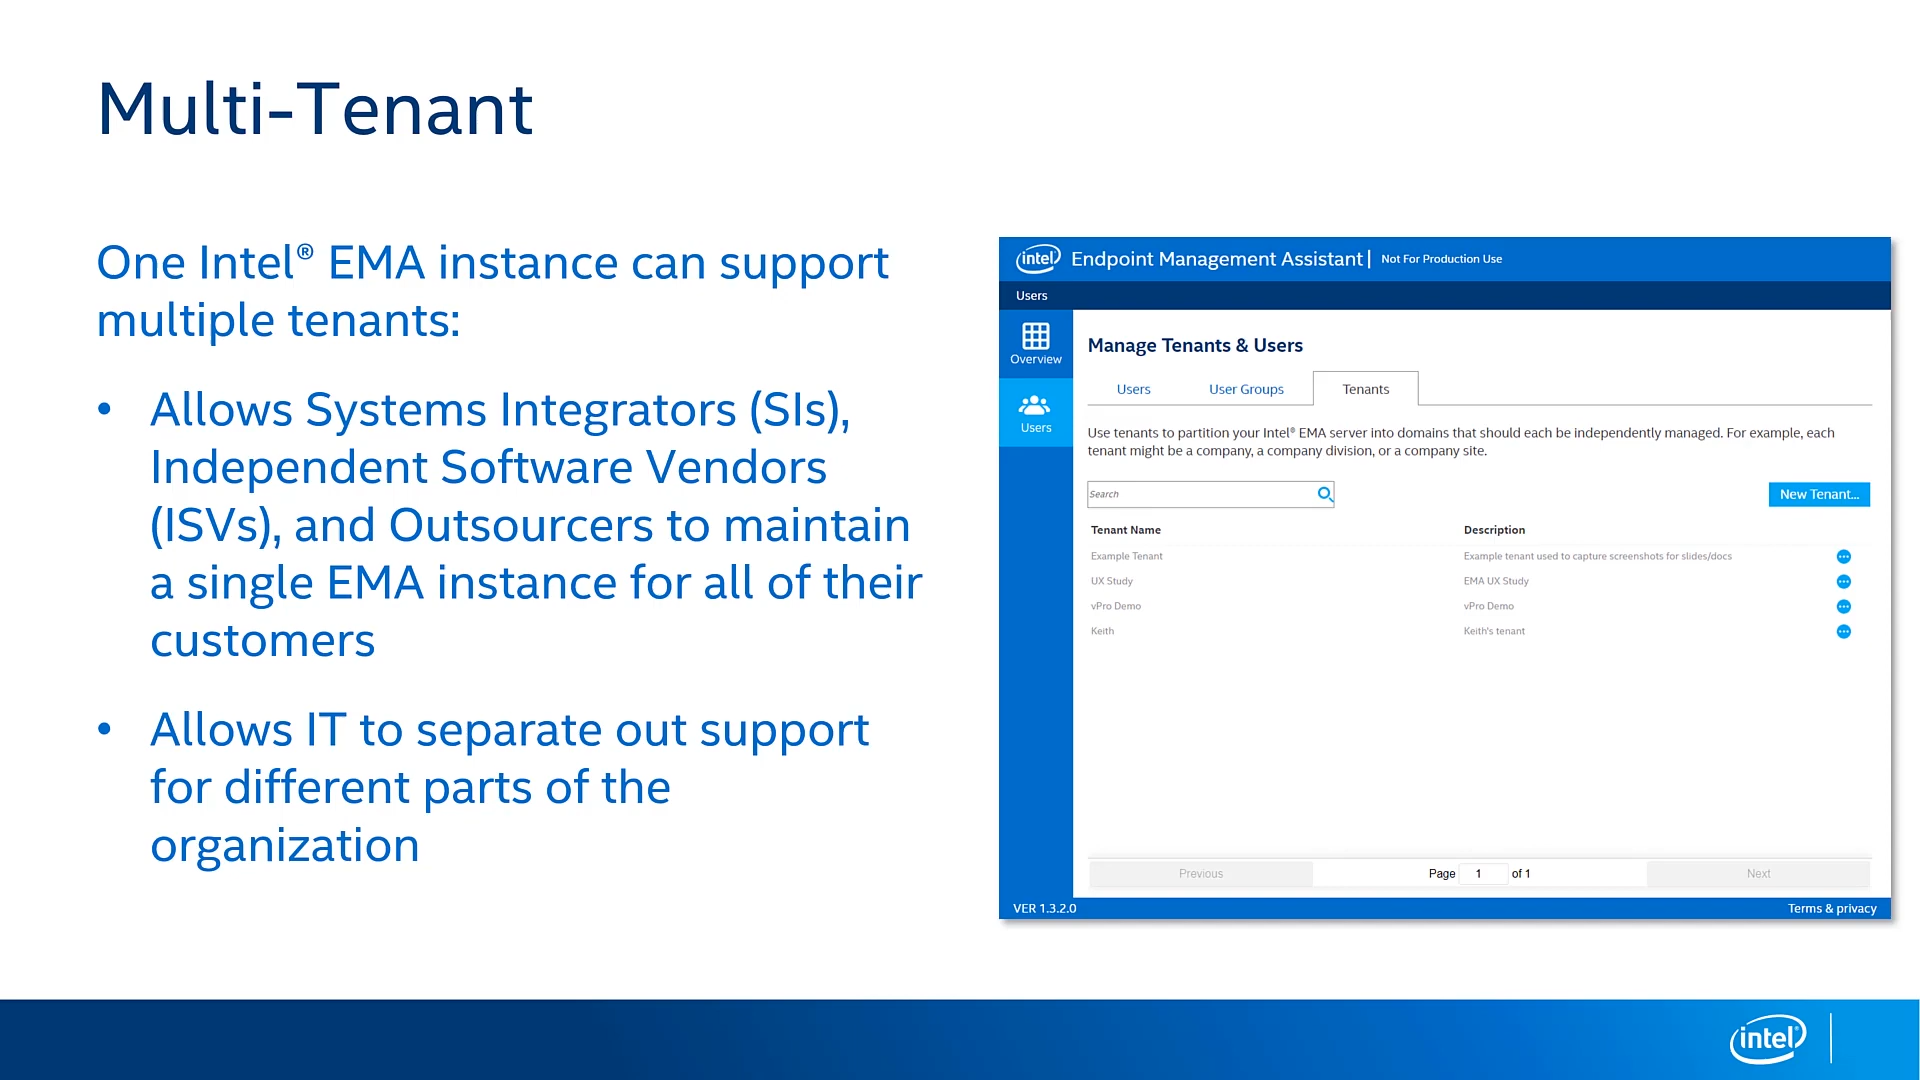 Multi-Tenant
One Intel® EMA instance can support
multiple tenants:
• Allows Systems Integrators (SIs),
Independent Software Vendors
(ISVs), and Outsourcers to maintain
a single EMA instance for all of their
customers
• Allows IT to separate out support
for different parts of the
organization
intel Endpoint Management Assistant | Not For Production Use
Users
Overview
Users
Manage Tenants & Users
Users User Groups Tenants
Use tenants to partition your Intel® EMA server into domains that should each be independently managed. For example, each
tenant might be a company, a company division, or a company site.
Search
New Tenant...
Tenant Name Description
Example Tenant Example tenant used to capture screenshots for slides/docs
UX Study EMA UX Study
vPro Demo vPro Demo
Keith Keith's tenant
Previous Page 1 of 1 Next
VER 1.3.2.0 Terms & privacy
intel